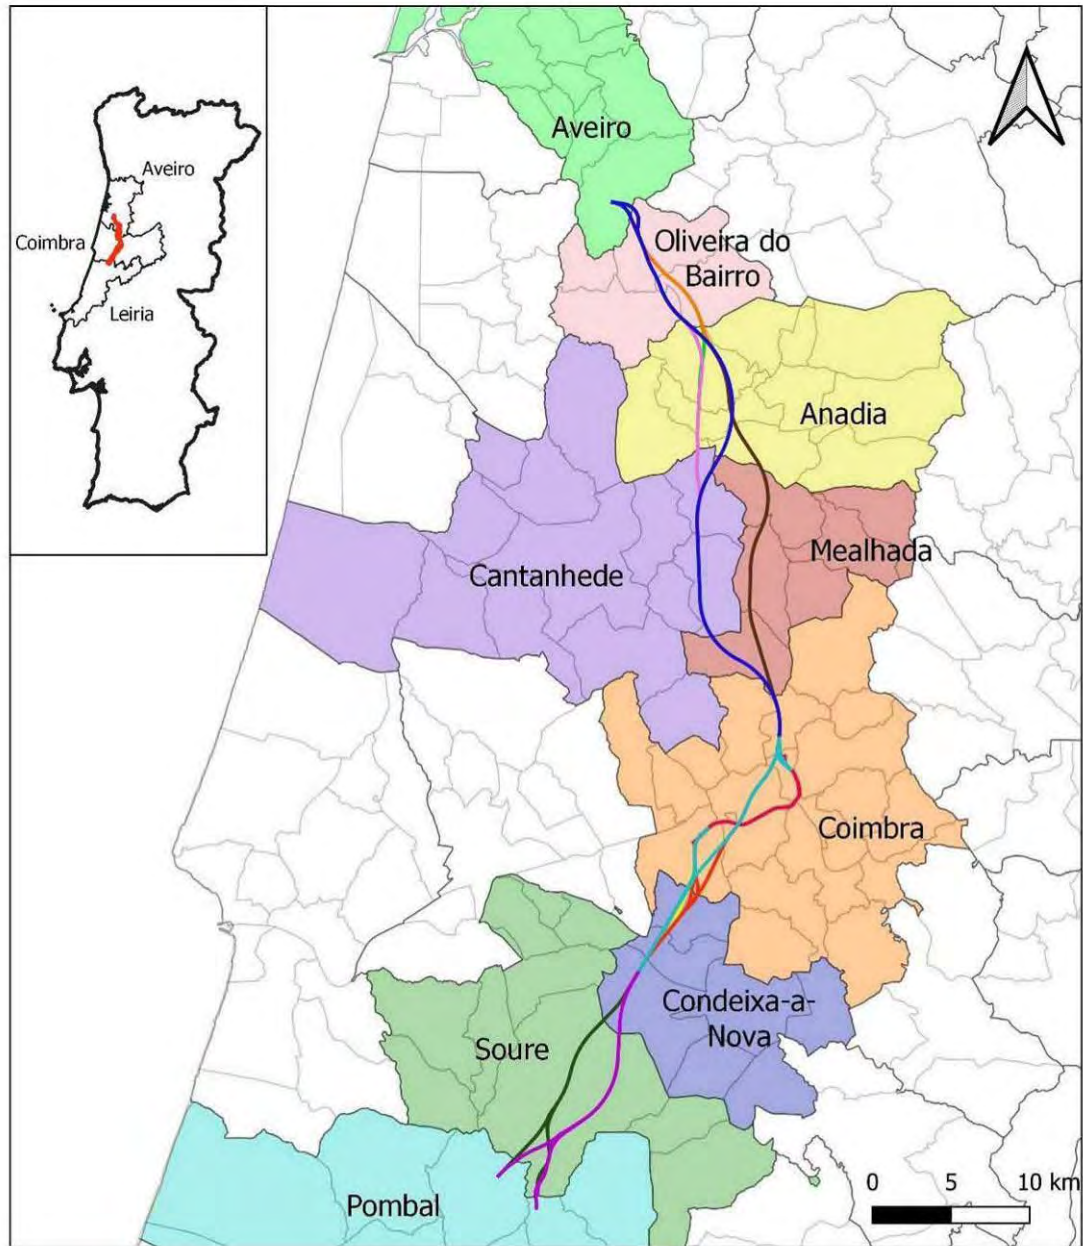 Aveiro
Coimbra
Leiria
Aveiro
Oliveira do
Bairro
Anadia
Mealhada
Cantanhede
Coimbra
Condeixa-a-
Nova
Soure
Pombal
0 5 10 km